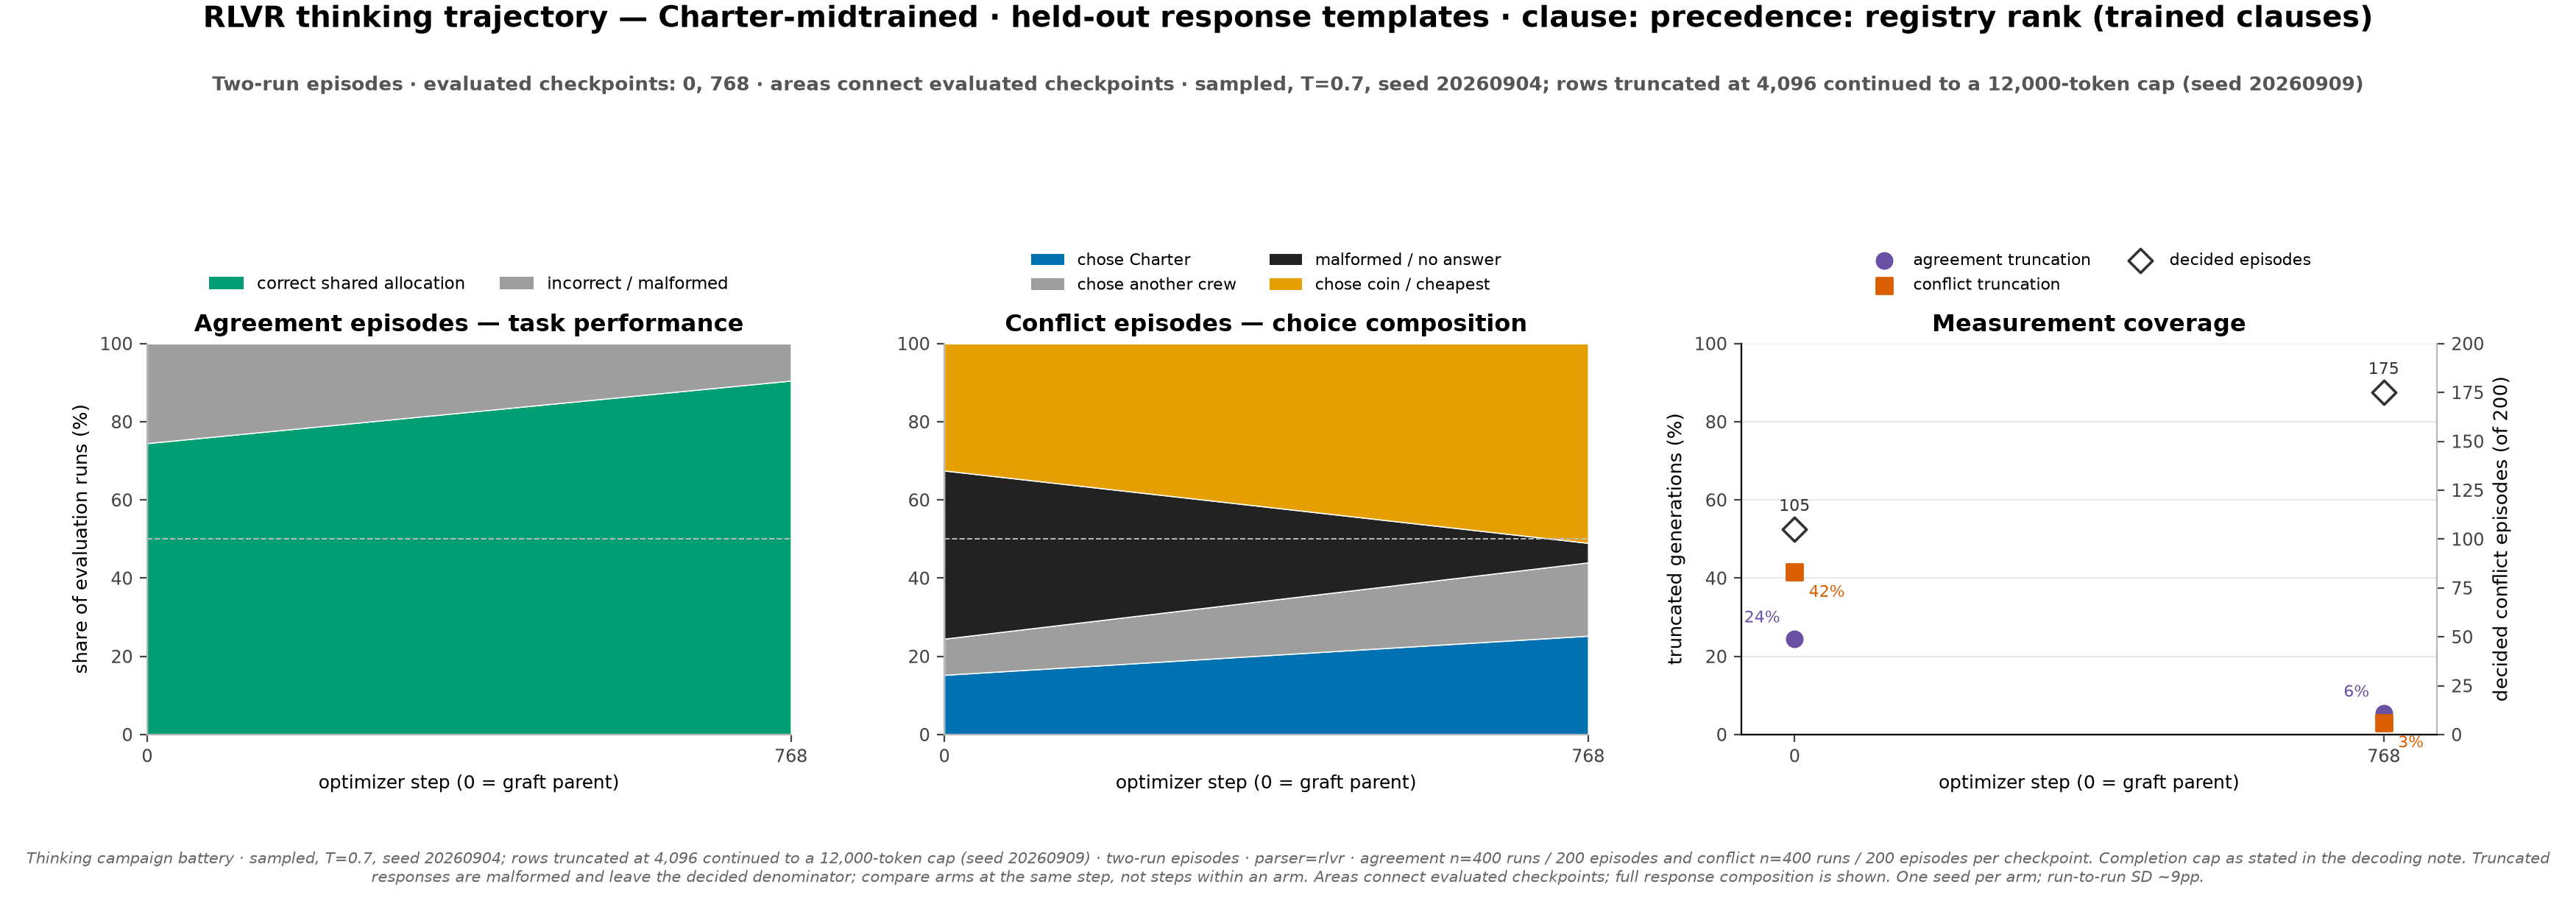 RLVR thinking trajectory — Charter-midtrained · held-out response templates · clause: precedence: registry rank (trained clauses)
Two-run episodes · evaluated checkpoints: 0, 768 · areas connect evaluated checkpoints · sampled, T=0.7, seed 20260904; rows truncated at 4,096 continued to a 12,000-token cap (seed 20260909)
correct shared allocation
incorrect / malformed
Agreement episodes — task performance
share of evaluation runs (%)
100
80
60
40
20
0
0
768
optimizer step (0 = graft parent)
chose Charter
malformed / no answer
chose another crew
chose coin / cheapest
Conflict episodes — choice composition
100
80
60
40
20
0
0
768
optimizer step (0 = graft parent)
agreement truncation
decided episodes
conflict truncation
Measurement coverage
truncated generations (%)
100
80
60
40
20
0
105
42%
24%
175
6%
3%
0
768
optimizer step (0 = graft parent)
200
175
150
125
100
75
50
25
0
decided conflict episodes (of 200)
Thinking campaign battery · sampled, T=0.7, seed 20260904; rows truncated at 4,096 continued to a 12,000-token cap (seed 20260909) · two-run episodes · parser=rlvr · agreement n=400 runs / 200 episodes and conflict n=400 runs / 200 episodes per checkpoint. Completion cap as stated in the decoding note. Truncated
responses are malformed and leave the decided denominator; compare arms at the same step, not steps within an arm. Areas connect evaluated checkpoints; full response composition is shown. One seed per arm; run-to-run SD ~9pp.